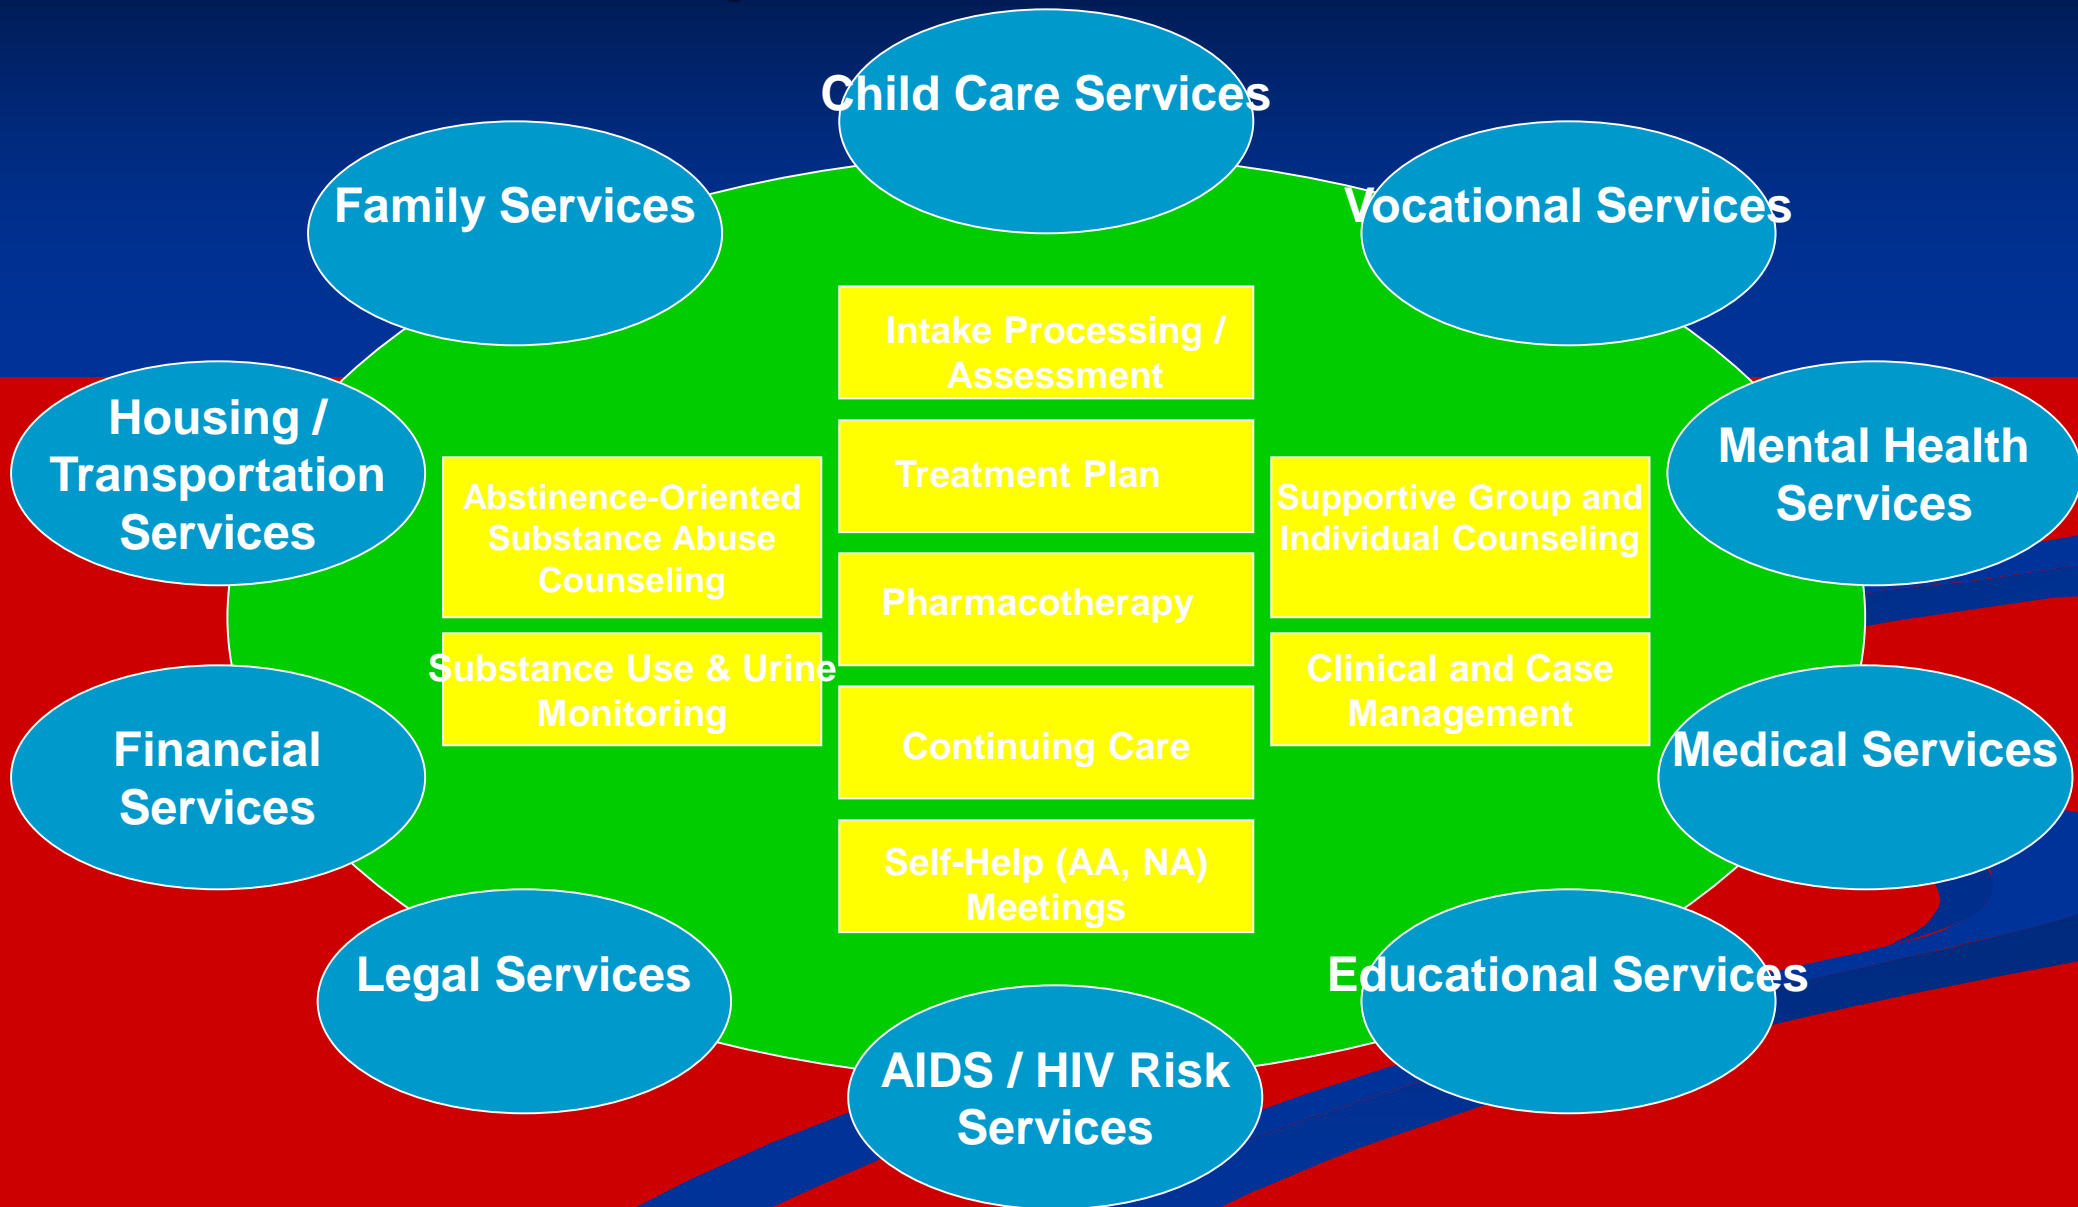 Child Care Services
Family Services
Vocational Services
Intake Processing /
Assessment
Housing /
Transportation
Services
Mental Health
Services
Treatment Plan
Abstinence-Oriented
Substance Abuse
Counseling
Supportive Group and
Individual Counseling
Pharmacotherapy
Substance Use & Urine
Monitoring
Clinical and Case
Management
Continuing Care
Financial
Services
Medical Services
Self-Help (AA, NA)
Meetings
Legal Services
Educational Services
AIDS / HIV Risk
Services